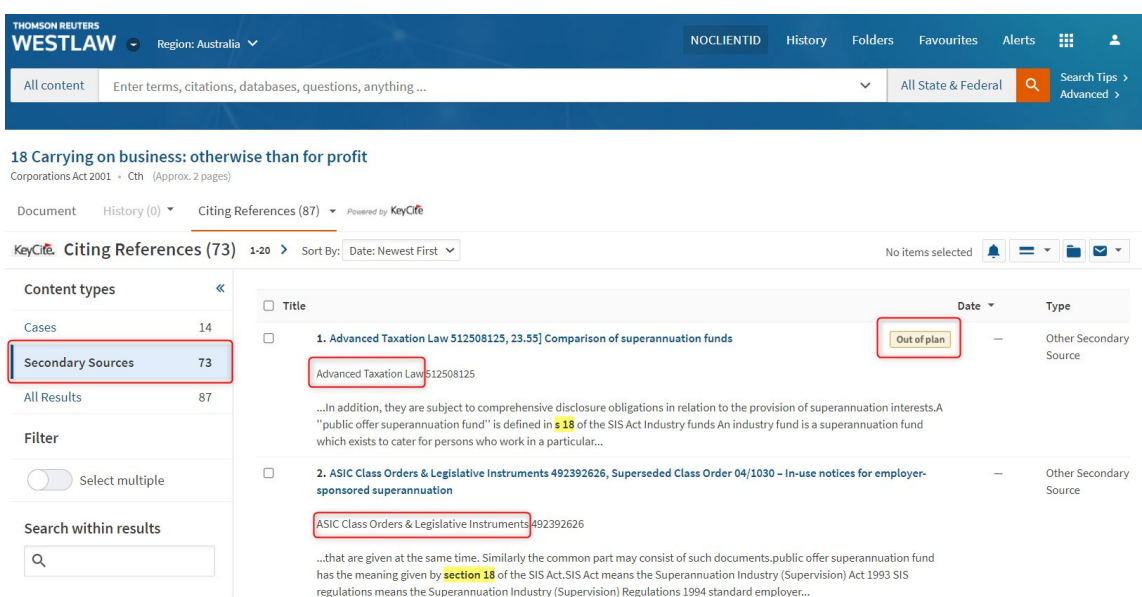 THOMSON REUTERS
WESTLAW Region: Australia NOCLIENTID History Folders Favourites Alerts
All content Enter terms, citations, databases, questions, anything ... All State & Federal Search Tips >
Advanced >
18 Carrying on business: otherwise than for profit
Corporations Act 2001 • Cth (Approx. 2 pages)
Document History (0) Citing References (87) Powered by KeyCite
KeyCite. Citing References (73) 1-20 > Sort By: Date: Newest First No items selected
Content types «
Cases 14
Secondary Sources 73
All Results 87
Filter
Select multiple
Search within results
Title Date Type
1. Advanced Taxation Law 512508125, 23.55] Comparison of superannuation funds Out of plan — Other Secondary
Source
Advanced Taxation Law 512508125
...In addition, they are subject to comprehensive disclosure obligations in relation to the provision of superannuation interests.A
"public offer superannuation fund" is defined in s 18 of the SIS Act Industry funds An industry fund is a superannuation fund
which exists to cater for persons who work in a particular...
2. ASIC Class Orders & Legislative Instruments 492392626, Superseded Class Order 04/1030 – In-use notices for employer- — Other Secondary
sponsored superannuation Source
ASIC Class Orders & Legislative Instruments 492392626
...that are given at the same time. Similarly the common part may consist of such documents.public offer superannuation fund
has the meaning given by section 18 of the SIS Act.SIS Act means the Superannuation Industry (Supervision) Act 1993 SIS
regulations means the Superannuation Industry (Supervision) Regulations 1994 standard employer...